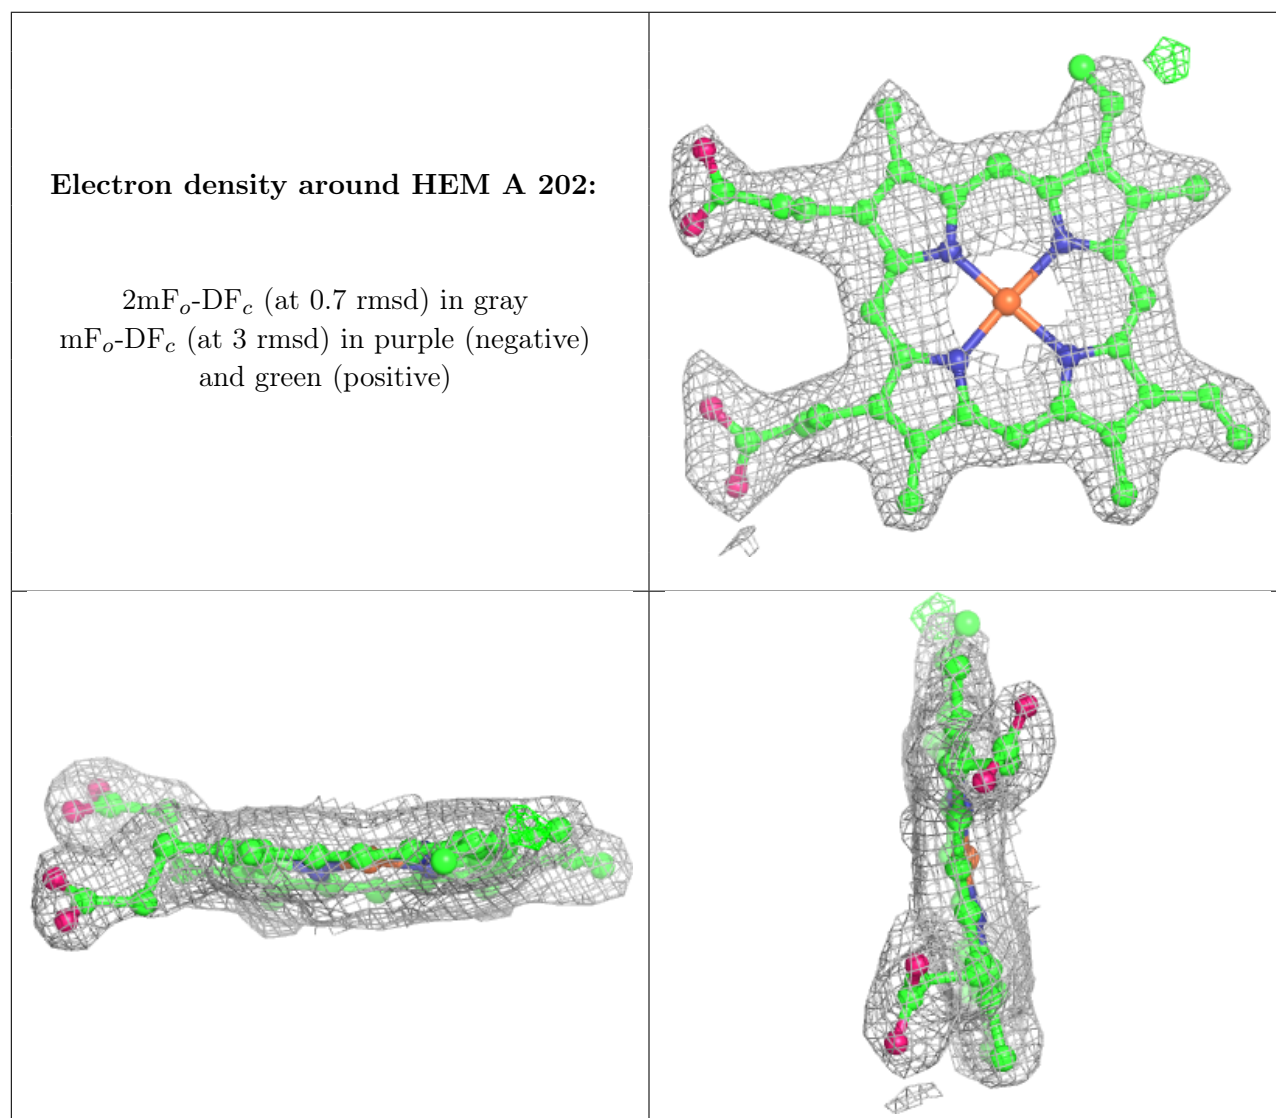 Electron density around HEM A 202:
2mFo-DFc (at 0.7 rmsd) in gray
mFo-DFc (at 3 rmsd) in purple (negative)
and green (positive)